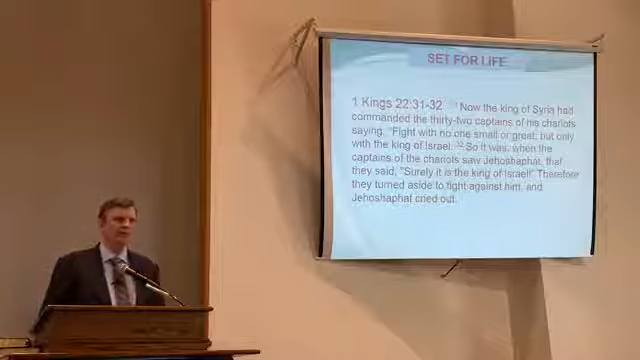 SET FOR LIFE
1 Kings 22:31-32 31 Now the king of Syria had
commanded the thirty-two captains of his chariots
saying, "Fight with no one small or great, but only
with the king of Israel. 32 So it was, when the
captains of the chariots saw Jehoshaphat, that
they said, "Surely it is the king of Israel!" Therefore
they turned aside to fight against him, and
Jehoshaphat cried out.